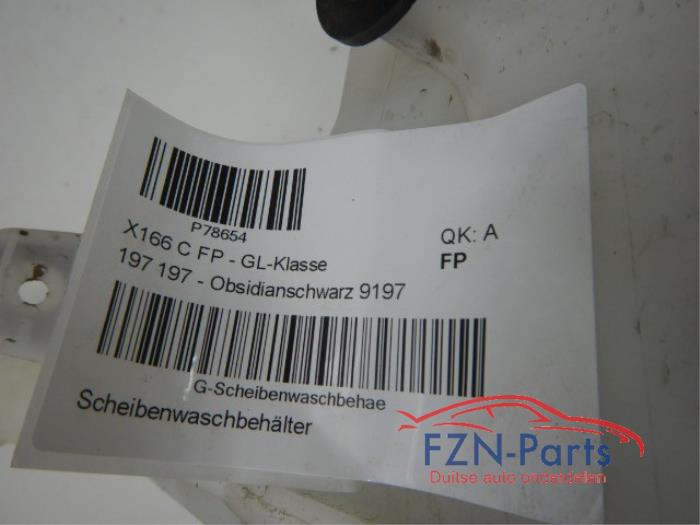 P78654
X166 C FP - GL-Klasse
197 197 - Obsidianschwarz 9197
QK: A
FP
G-Scheibenwaschbehae
Scheibenwaschbehälter
FZN-Parts
Duitse auto onderdelen